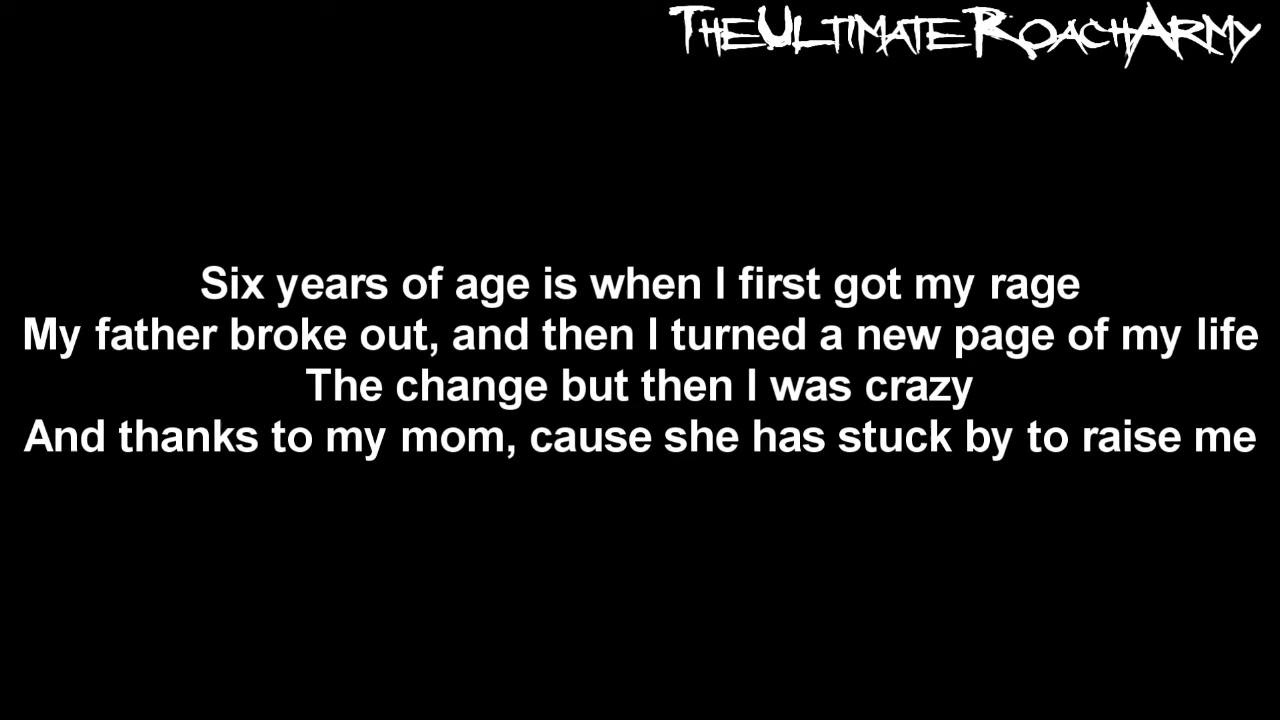 TheUltimateRoachArmy
Six years of age is when I first got my rage
My father broke out, and then I turned a new page of my life
The change but then I was crazy
And thanks to my mom, cause she has stuck by to raise me